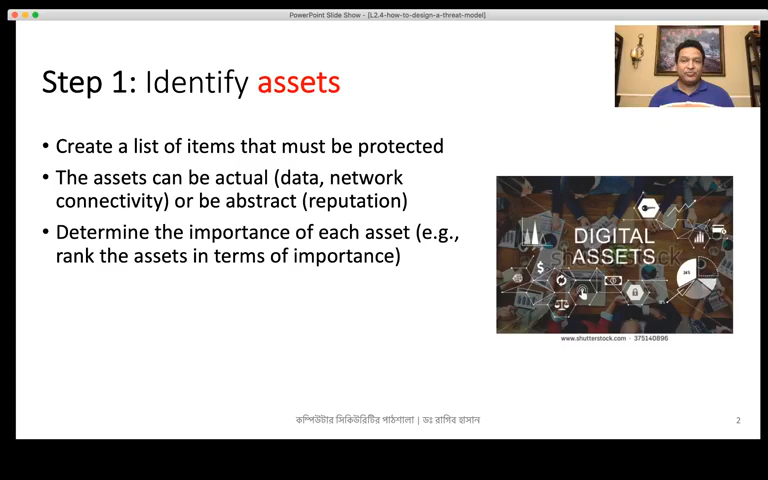 PowerPoint Slide Show - [L2.4-how-to-design-a-threat-model]
Step 1: Identify assets
• Create a list of items that must be protected
• The assets can be actual (data, network
connectivity) or be abstract (reputation)
• Determine the importance of each asset (e.g.,
rank the assets in terms of importance)
DIGITAL
ASSETS
www.shutterstock.com · 375140896
কম্পিউটার সিকিউরিটির পাঠশালা | ডঃ রাগিব হাসান
2